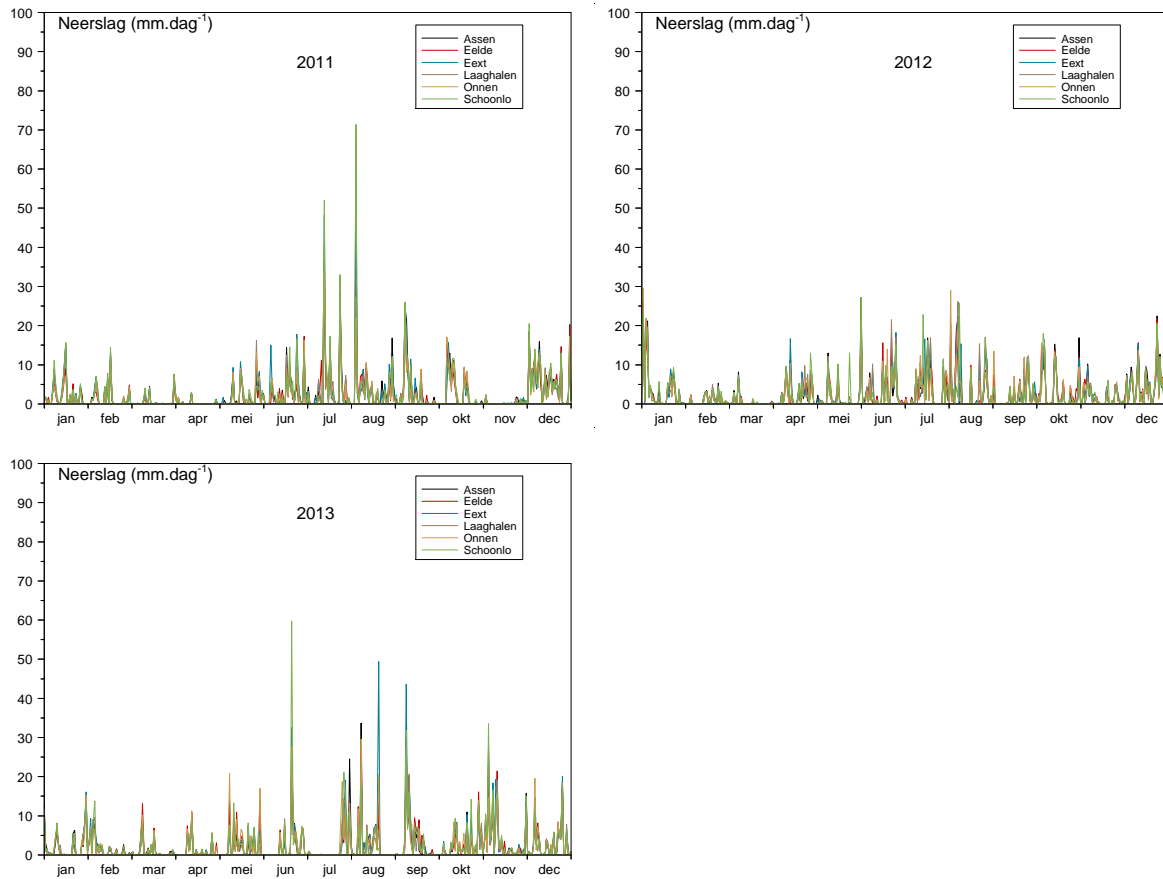 Neerslag (mm.dag-1)
2011
Assen
Eelde
Eext
Laaghalen
Onnen
Schoonlo
100
90
80
70
60
50
40
30
20
10
0
jan feb mar apr mei jun jul aug sep okt nov dec
Neerslag (mm.dag-1)
2012
Assen
Eelde
Eext
Laaghalen
Onnen
Schoonlo
100
90
80
70
60
50
40
30
20
10
0
jan feb mar apr mei jun jul aug sep okt nov dec
Neerslag (mm.dag-1)
2013
Assen
Eelde
Eext
Laaghalen
Onnen
Schoonlo
100
90
80
70
60
50
40
30
20
10
0
jan feb mar apr mei jun jul aug sep okt nov dec